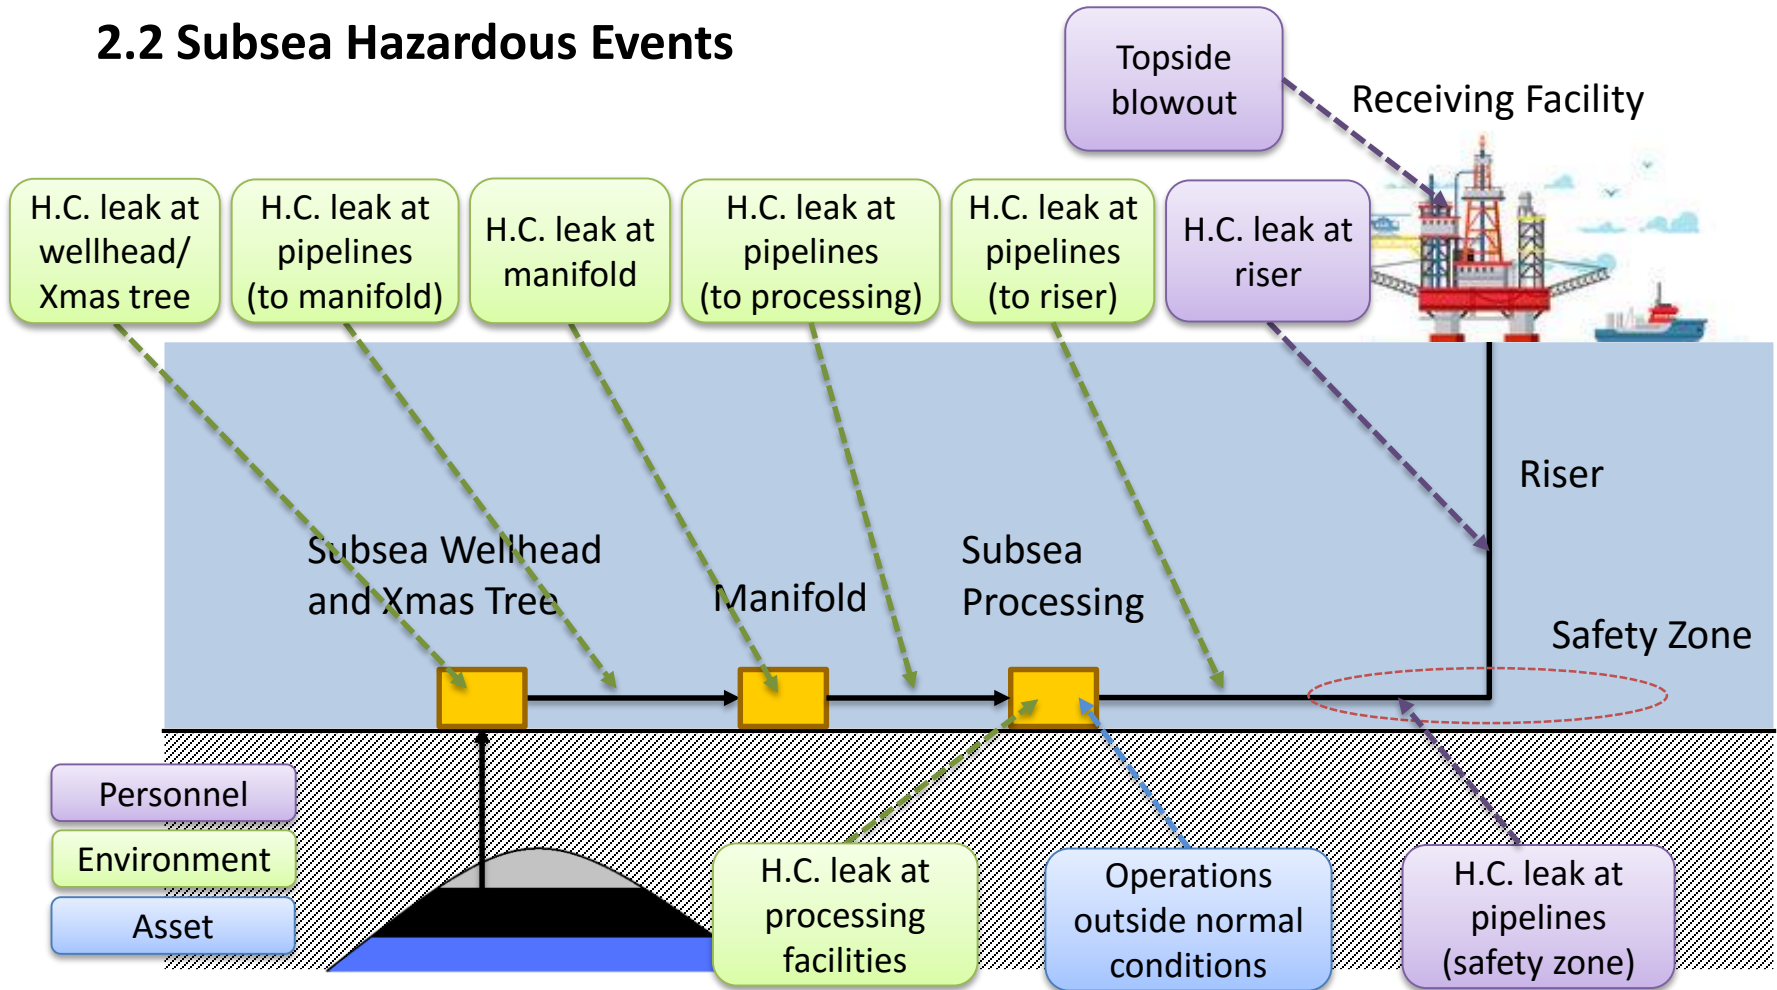 2.2 Subsea Hazardous Events
Topside
blowout
Receiving Facility
H.C. leak at
wellhead/
Xmas tree
H.C. leak at
pipelines
(to manifold)
H.C. leak at
manifold
H.C. leak at
pipelines
(to processing)
H.C. leak at
pipelines
(to riser)
H.C. leak at
riser
Riser
Subsea Wellhead
and Xmas Tree
Manifold
Subsea
Processing
Safety Zone
Personnel
Environment
Asset
H.C. leak at
processing
facilities
Operations
outside normal
conditions
H.C. leak at
pipelines
(safety zone)